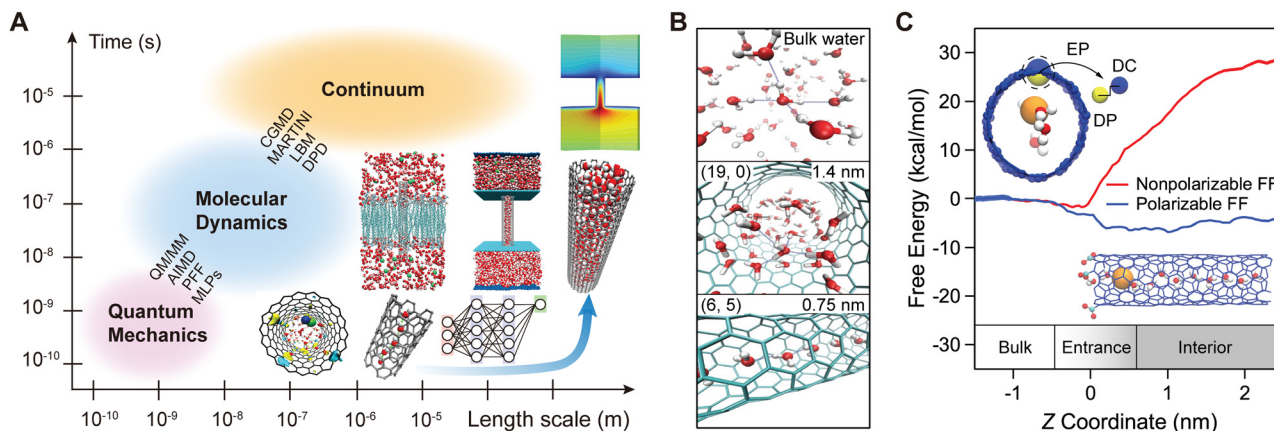 A
Time (s)
10-5
10-6
10-7
10-8
10-9
10-10
Continuum
CGMD
MARTINI
LBM
DPD
Molecular
Dynamics
QM/MM
AIMD
PFF
MLPs
Quantum
Mechanics
10-10
10-9
10-8
10-7
10-6
10-5
Length scale (m)
B
Bulk water
(19, 0)
1.4 nm
(6, 5)
0.75 nm
C
Free Energy (kcal/mol)
30
20
10
0
-10
-20
-30
EP
DC
DP
Nonpolarizable FF
Polarizable FF
Bulk
Entrance
Interior
-1
0
1
2
Z Coordinate (nm)